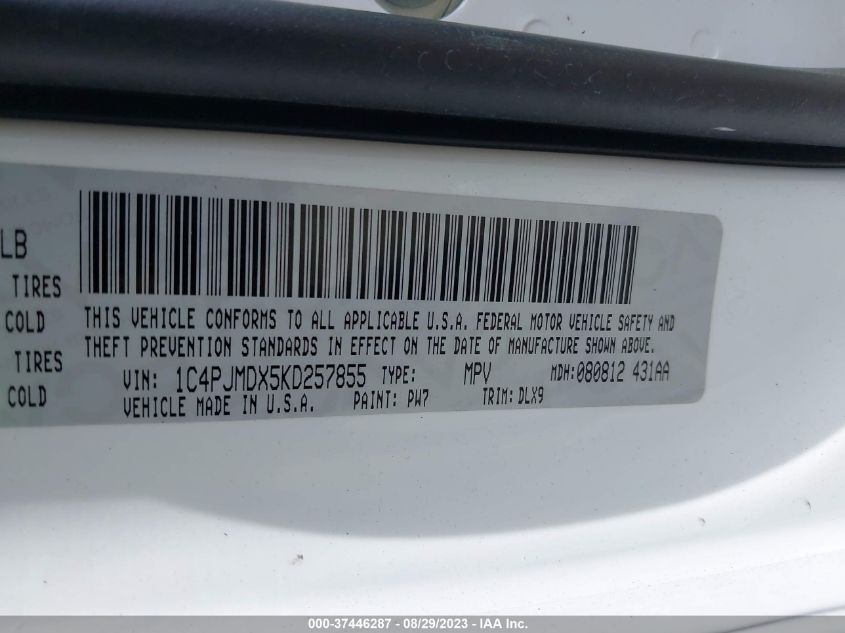 LB
TIRES
COLD
TIRES
COLD
THIS VEHICLE CONFORMS TO ALL APPLICABLE U.S.A. FEDERAL MOTOR VEHICLE SAFETY AND
THEFT PREVENTION STANDARDS IN EFFECT ON THE DATE OF MANUFACTURE SHOWN ABOVE.
VIN: 1C4PJMDX5KD257855 TYPE: MPV MDH:080812 431AA
VEHICLE MADE IN U.S.A. PAINT: PW7 TRIM: DLX9
000-37446287 - 08/29/2023 - IAA Inc.